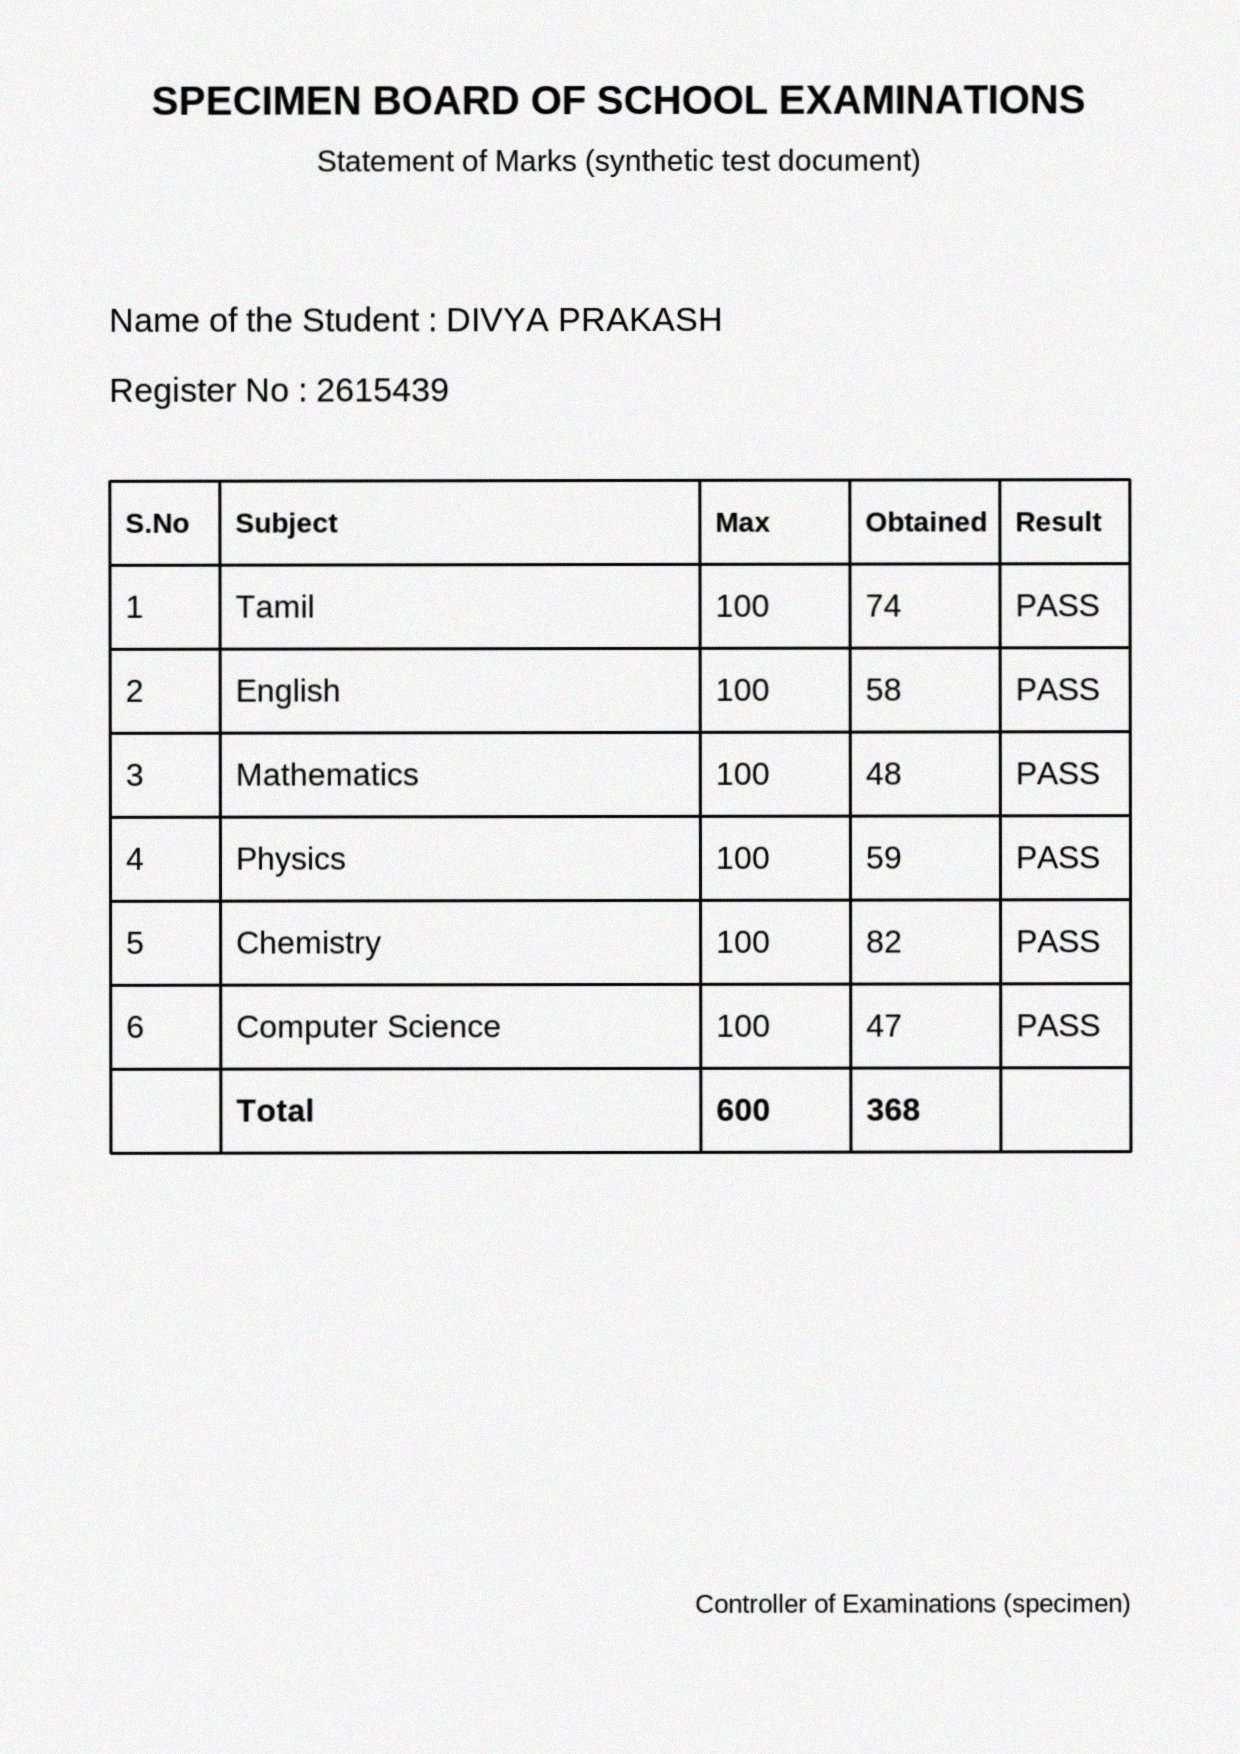 SPECIMEN BOARD OF SCHOOL EXAMINATIONS
Statement of Marks (synthetic test document)
Name of the Student : DIVYA PRAKASH
Register No : 2615439
S.No Subject Max Obtained Result
1 Tamil 100 74 PASS
2 English 100 58 PASS
3 Mathematics 100 48 PASS
4 Physics 100 59 PASS
5 Chemistry 100 82 PASS
6 Computer Science 100 47 PASS
Total 600 368
Controller of Examinations (specimen)